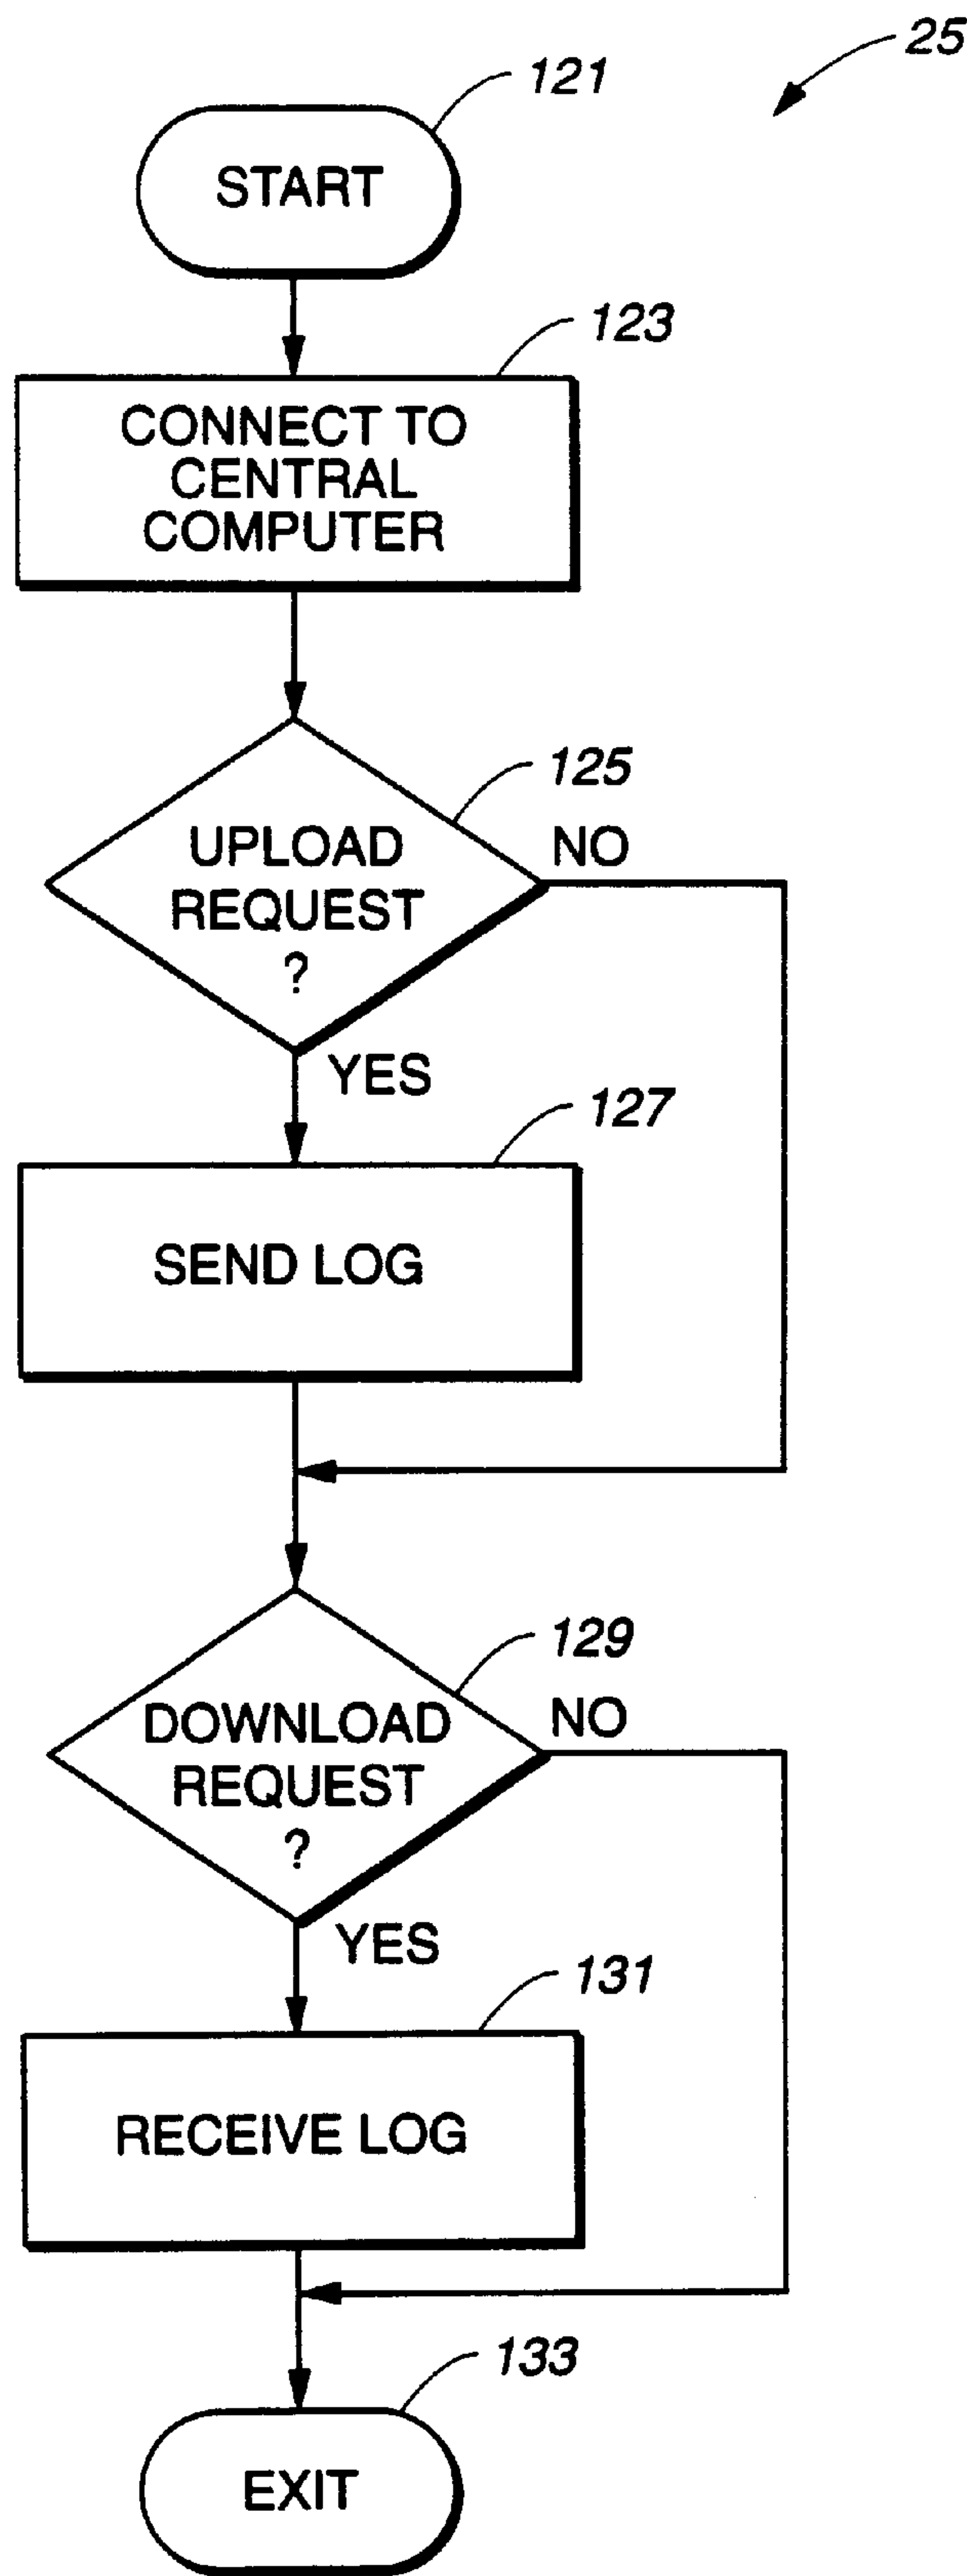 25
121
START
123
CONNECT TO
CENTRAL
COMPUTER
125
UPLOAD
REQUEST
?
NO
YES
127
SEND LOG
129
DOWNLOAD
REQUEST
?
NO
YES
131
RECEIVE LOG
133
EXIT